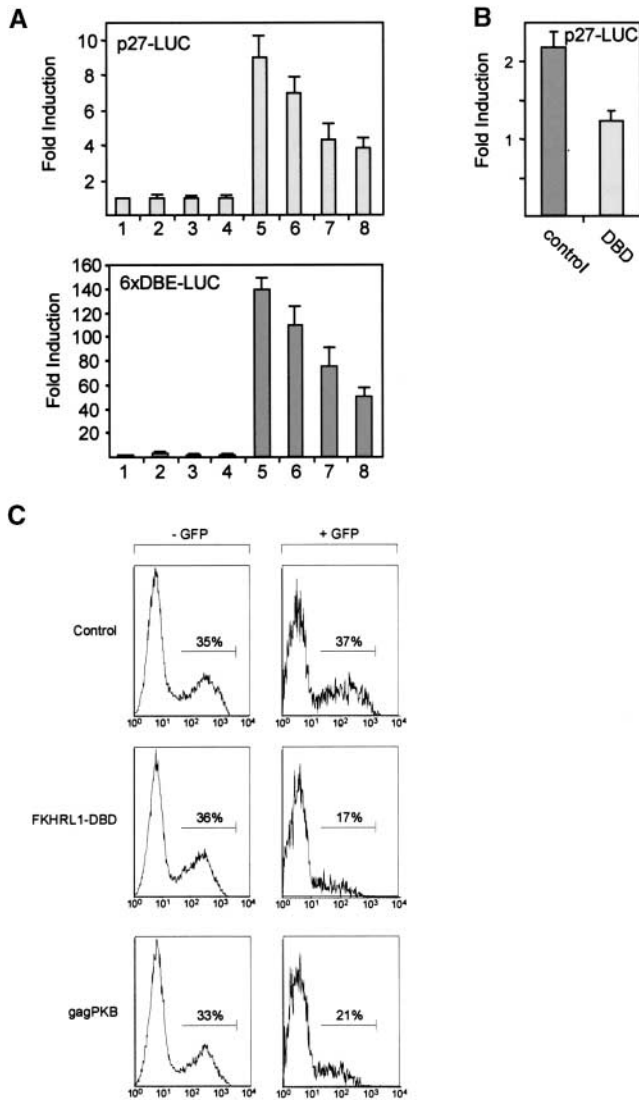 A
p27-LUC
Fold Induction
10
8
6
4
2
1 2 3 4 5 6 7 8
6xDBE-LUC
Fold Induction
160
140
120
100
80
60
40
20
1 2 3 4 5 6 7 8
B
p27-LUC
Fold Induction
2
1
control DBD
C
- GFP + GFP
Control
35% 37%
10⁰ 10¹ 10² 10³ 10⁴ 10⁰ 10¹ 10² 10³ 10⁴
FKHRL1-DBD
36% 17%
10⁰ 10¹ 10² 10³ 10⁴ 10⁰ 10¹ 10² 10³ 10⁴
gagPKB
33% 21%
10⁰ 10¹ 10² 10³ 10⁴ 10⁰ 10¹ 10² 10³ 10⁴